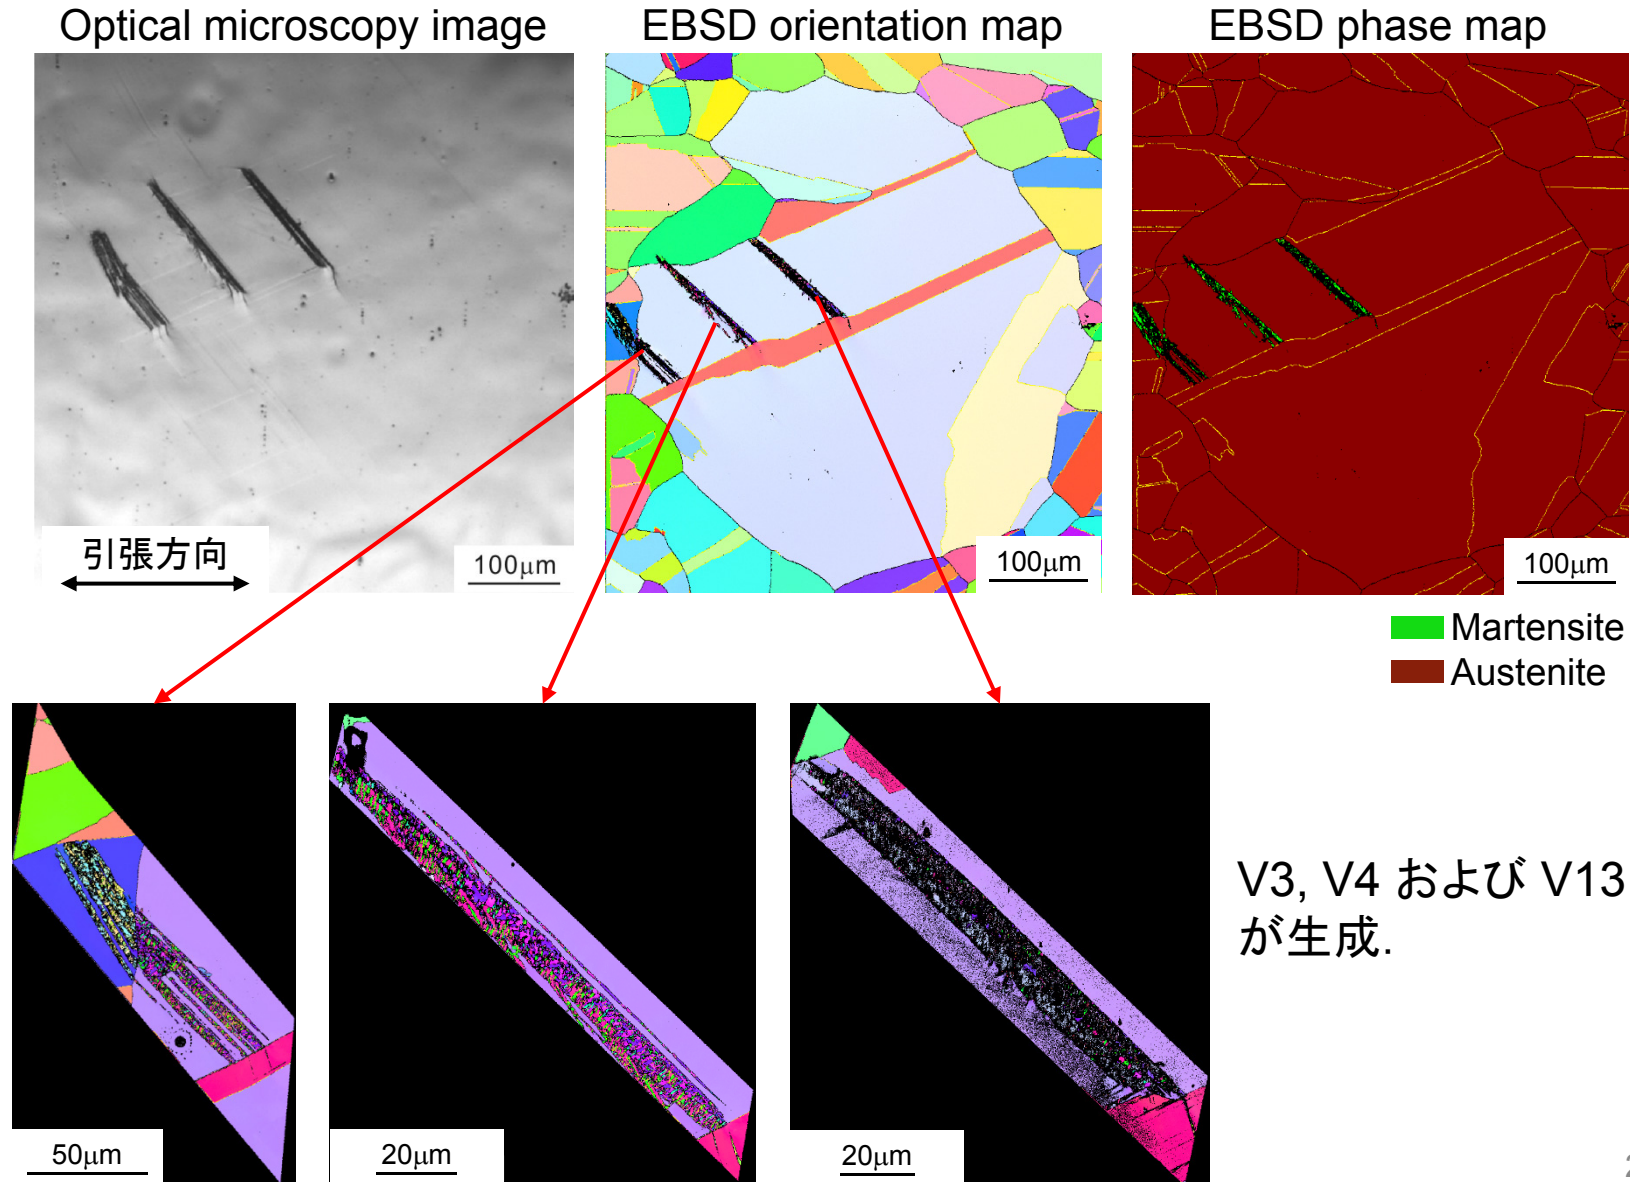 Optical microscopy image
EBSD orientation map
EBSD phase map
引張方向
100μm
100μm
100μm
Martensite
Austenite
V3, V4 および V13
が生成.
50μm
20μm
20μm